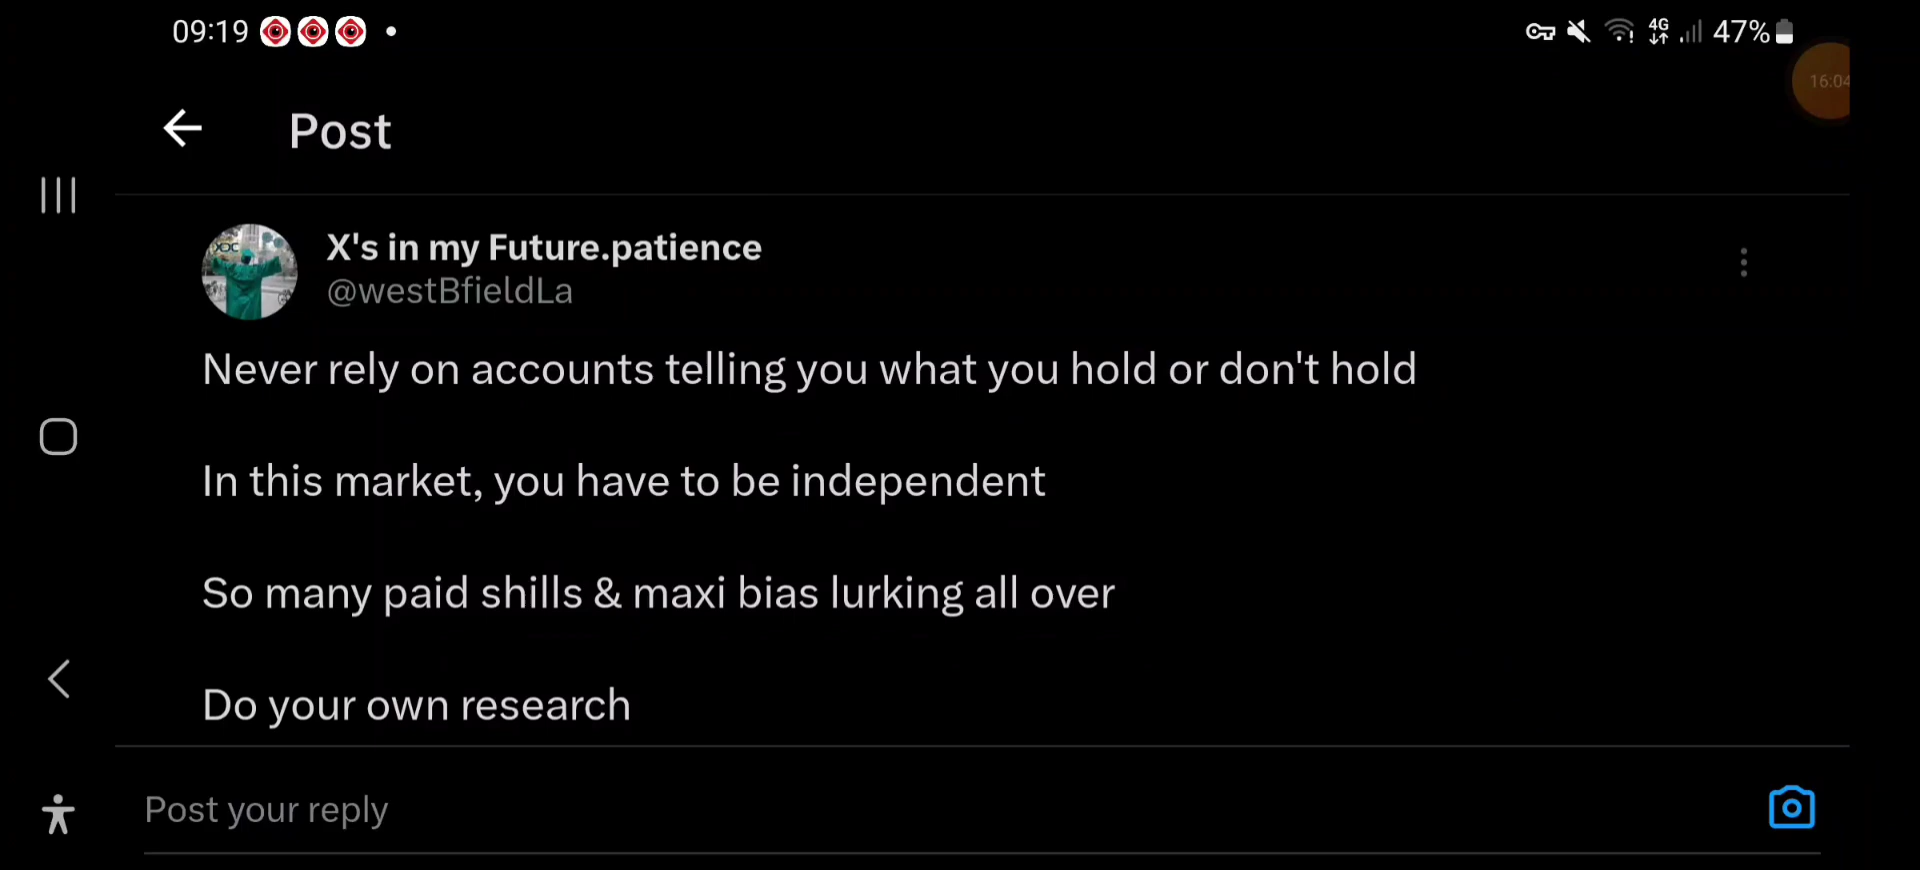 09:19
4G
47%
16:04
Post
X's in my Future.patience
@westBfieldLa
Never rely on accounts telling you what you hold or don't hold
In this market, you have to be independent
So many paid shills & maxi bias lurking all over
Do your own research
Post your reply